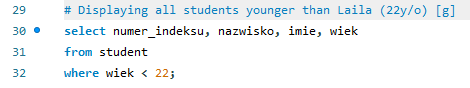 29 # Displaying all students younger than Laila (22y/o) [g]
30 select numer_indeksu, nazwisko, imie, wiek
31 from student
32 where wiek < 22;